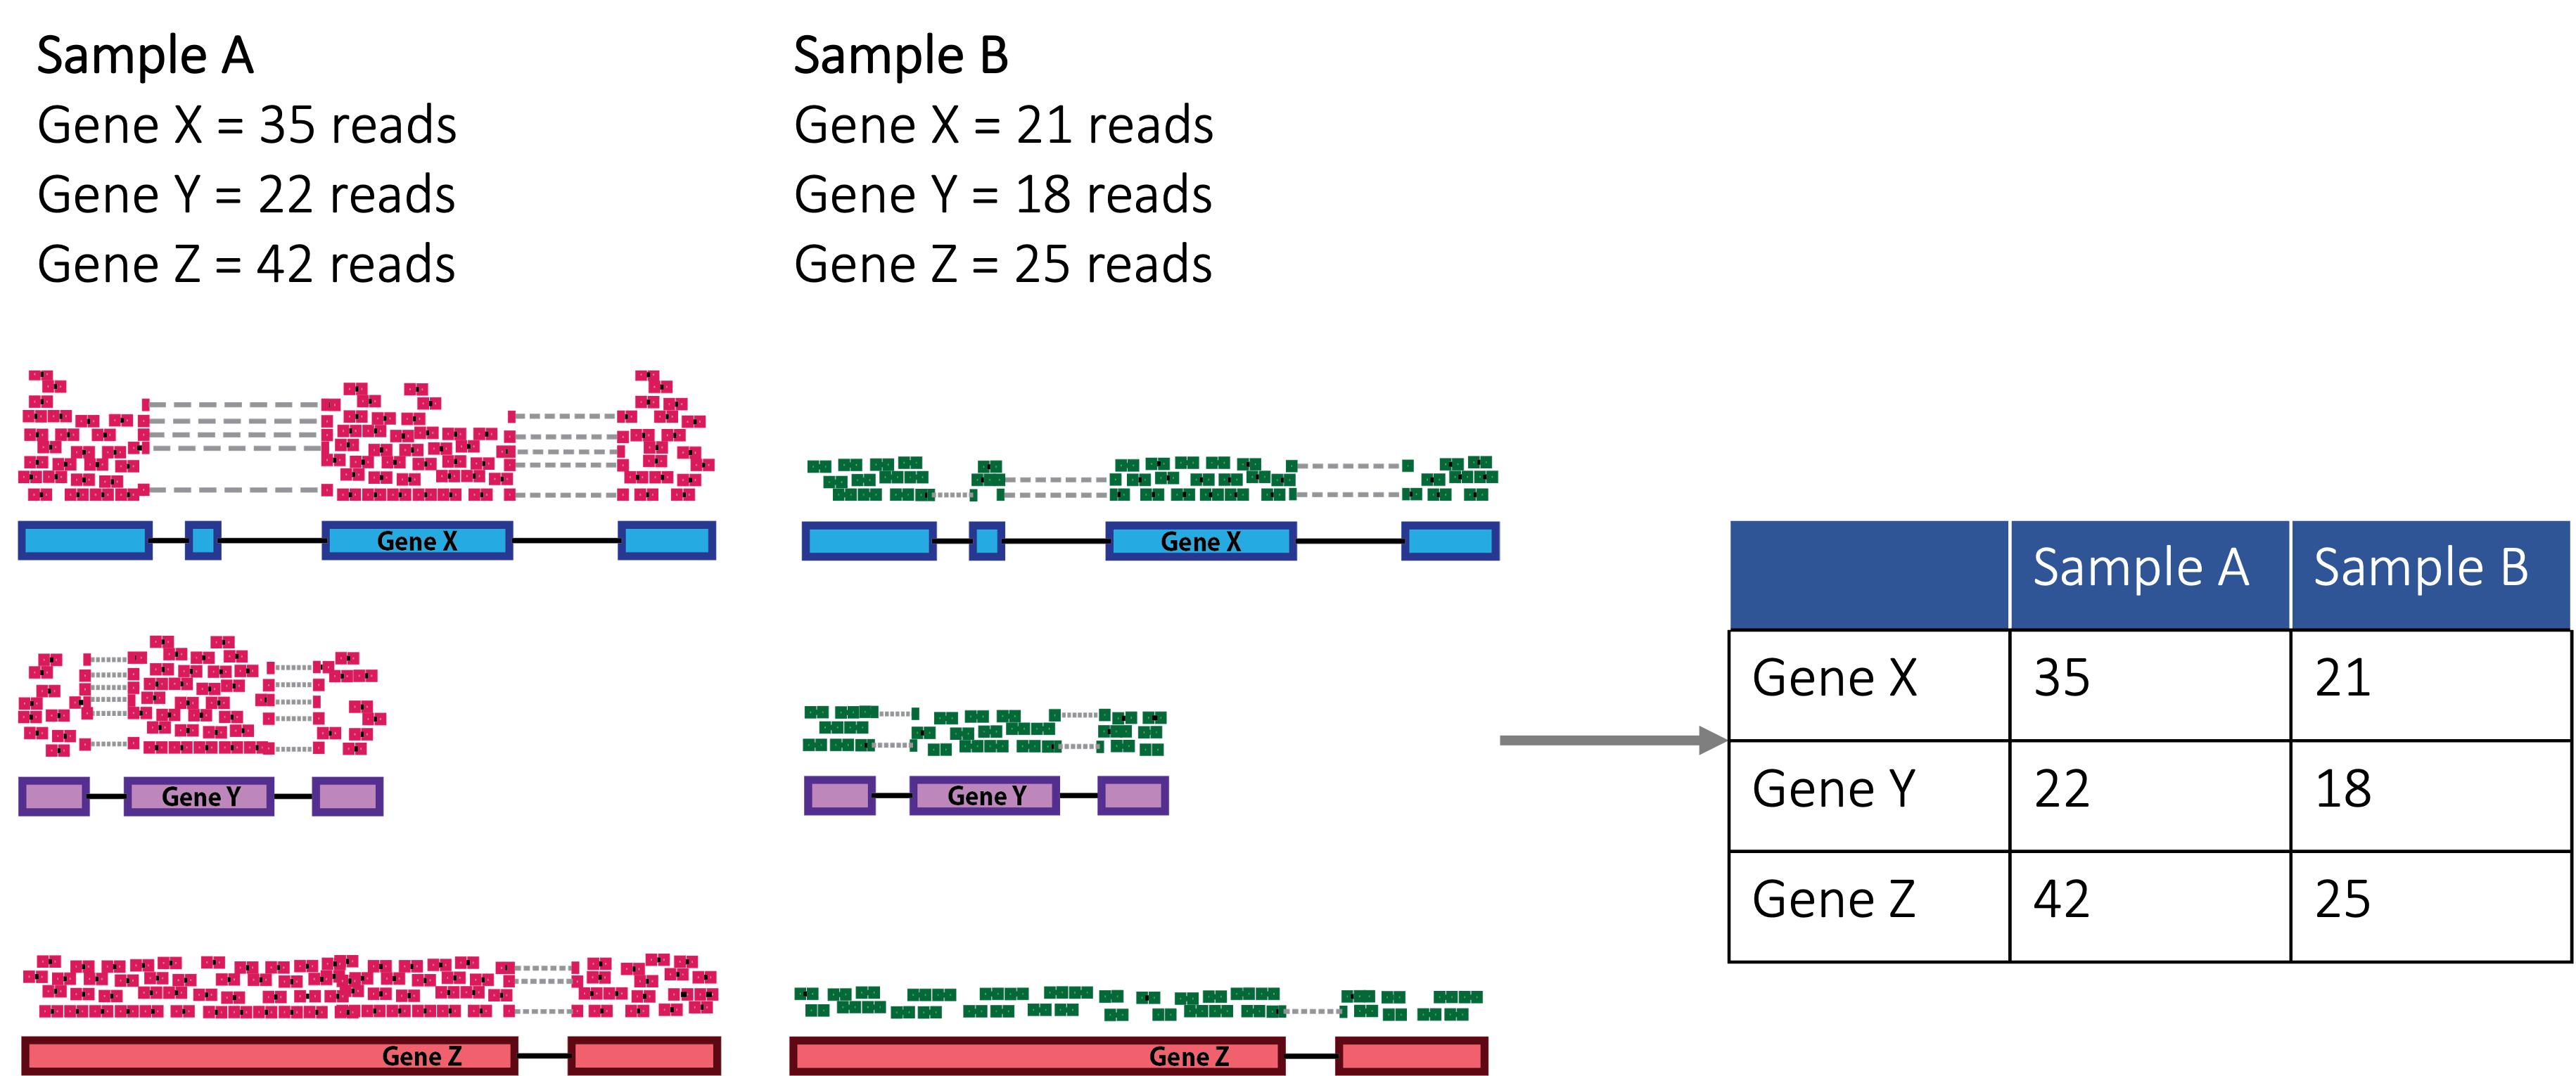 Sample A
Gene X = 35 reads
Gene Y = 22 reads
Gene Z = 42 reads
Sample B
Gene X = 21 reads
Gene Y = 18 reads
Gene Z = 25 reads
Gene X
Gene X
Gene Y
Gene Y
Gene Z
Gene Z
Sample A Sample B
Gene X 35 21
Gene Y 22 18
Gene Z 42 25